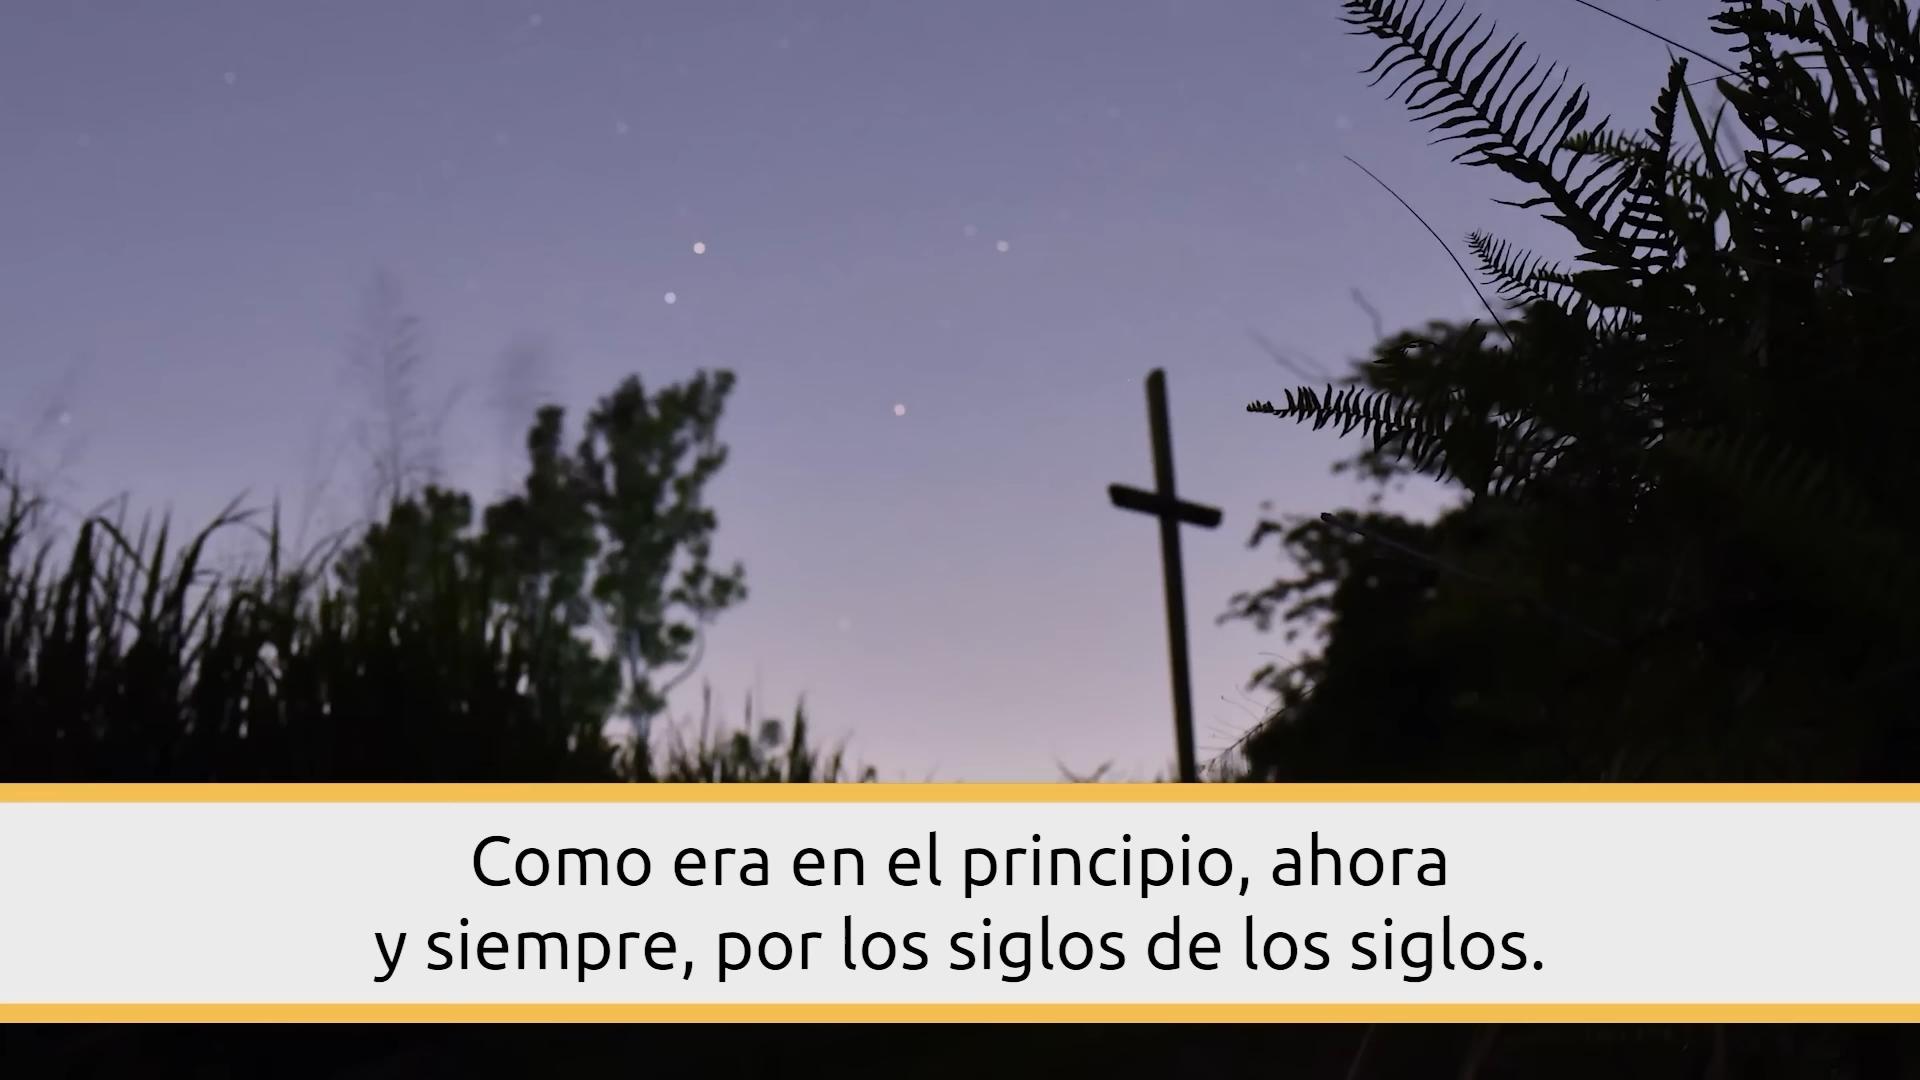 Como era en el principio, ahora
y siempre, por los siglos de los siglos.